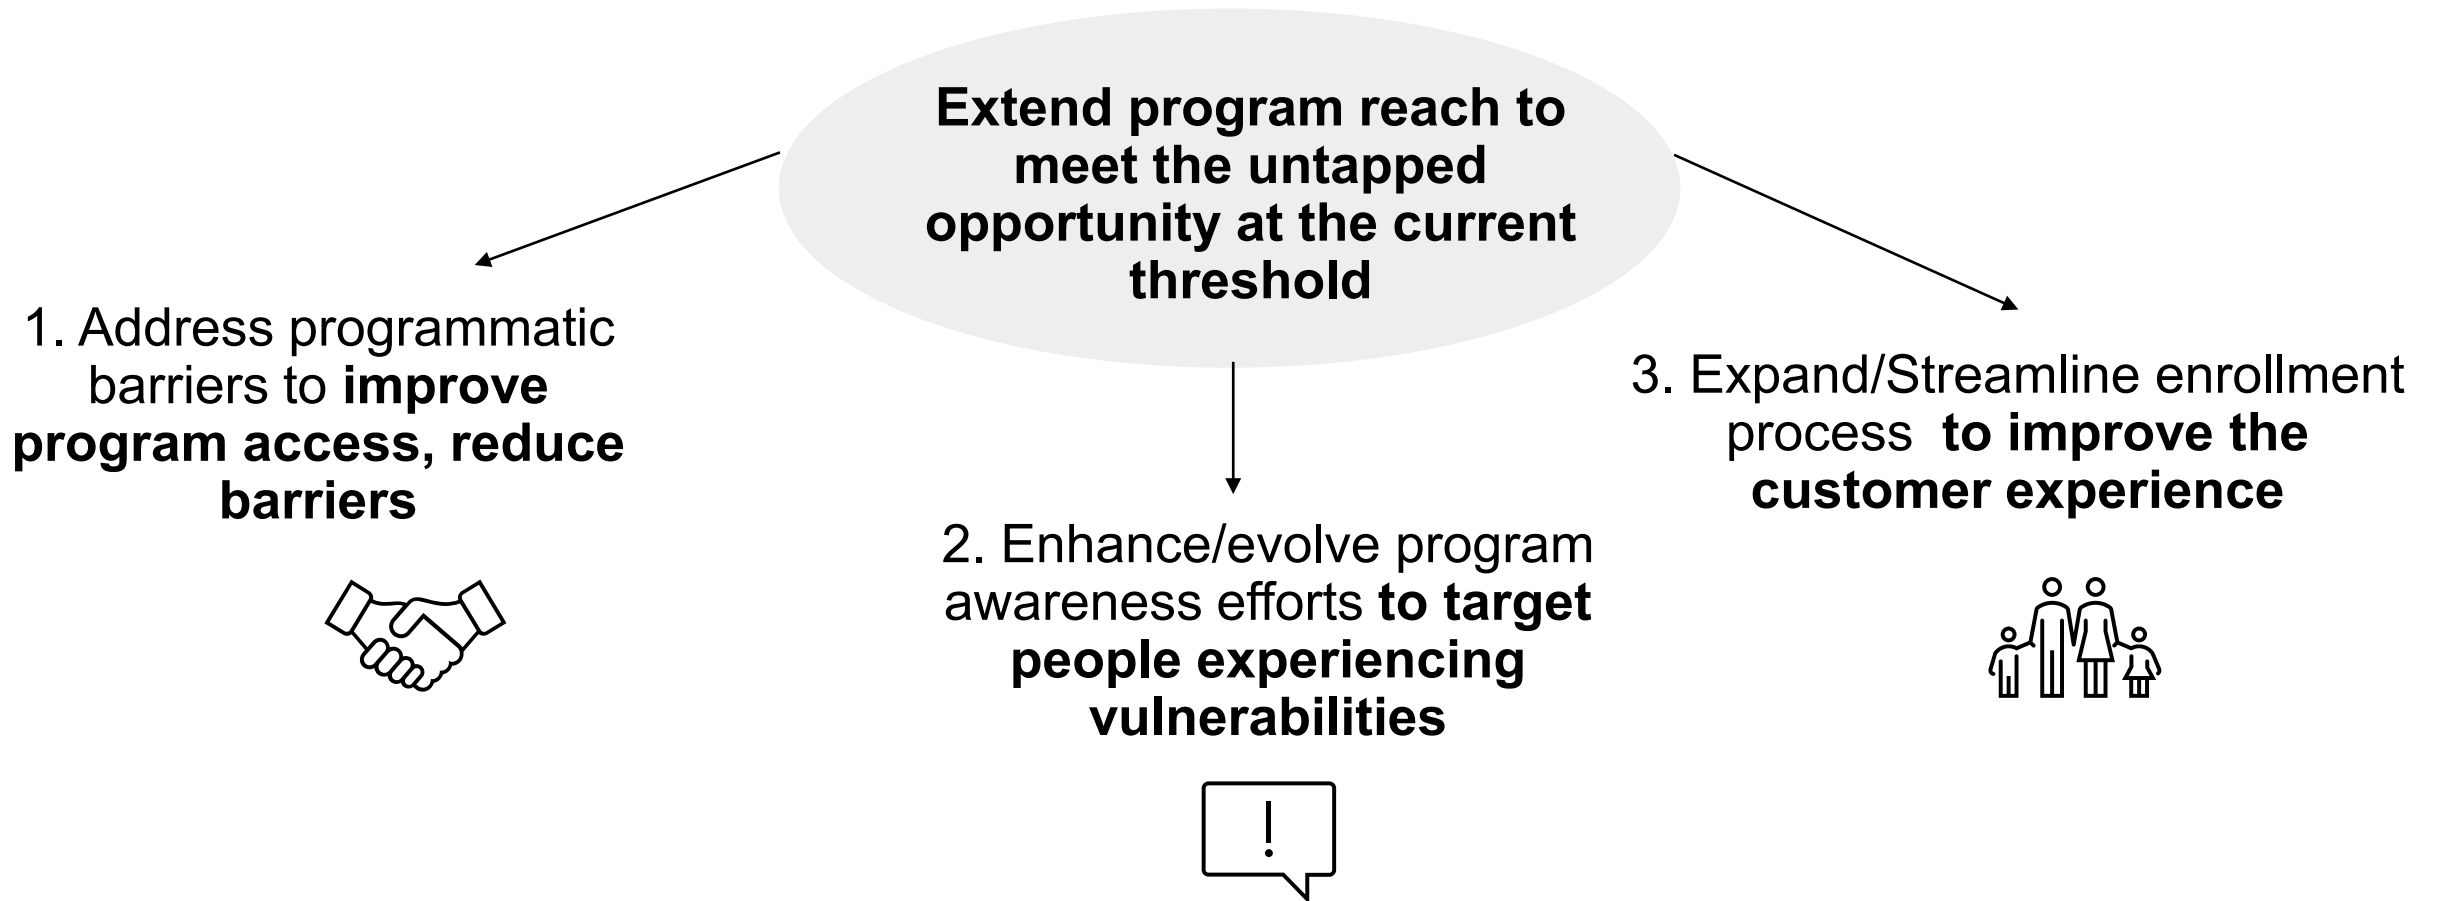 Extend program reach to
meet the untapped
opportunity at the current
threshold
1. Address programmatic
barriers to improve
program access, reduce
barriers
2. Enhance/evolve program
awareness efforts to target
people experiencing
vulnerabilities
!
3. Expand/Streamline enrollment
process  to improve the
customer experience